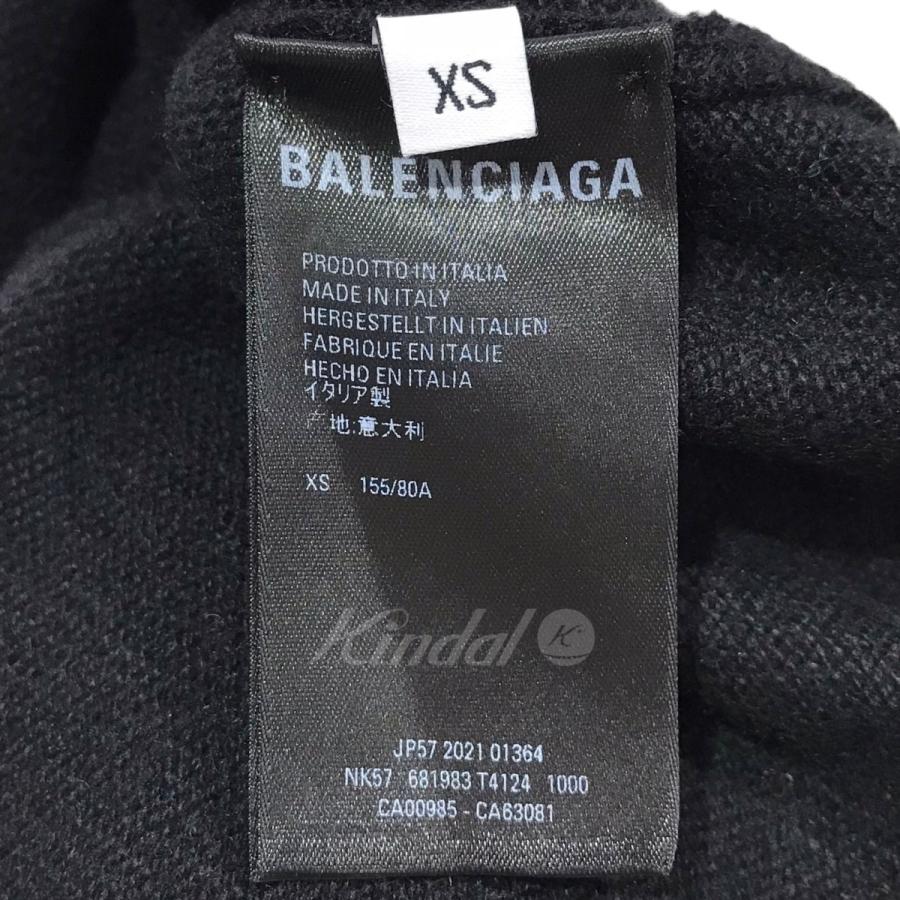 XS
BALENCIAGA
PRODOTTO IN ITALIA
MADE IN ITALY
HERGESTELLT IN ITALIEN
FABRIQUE EN ITALIE
HECHO EN ITALIA
イタリア製
产地:意大利
XS 155/80A
Kindal K
JP57 2021 01364
NK57 681983 T4124 1000
CA00985 - CA63081